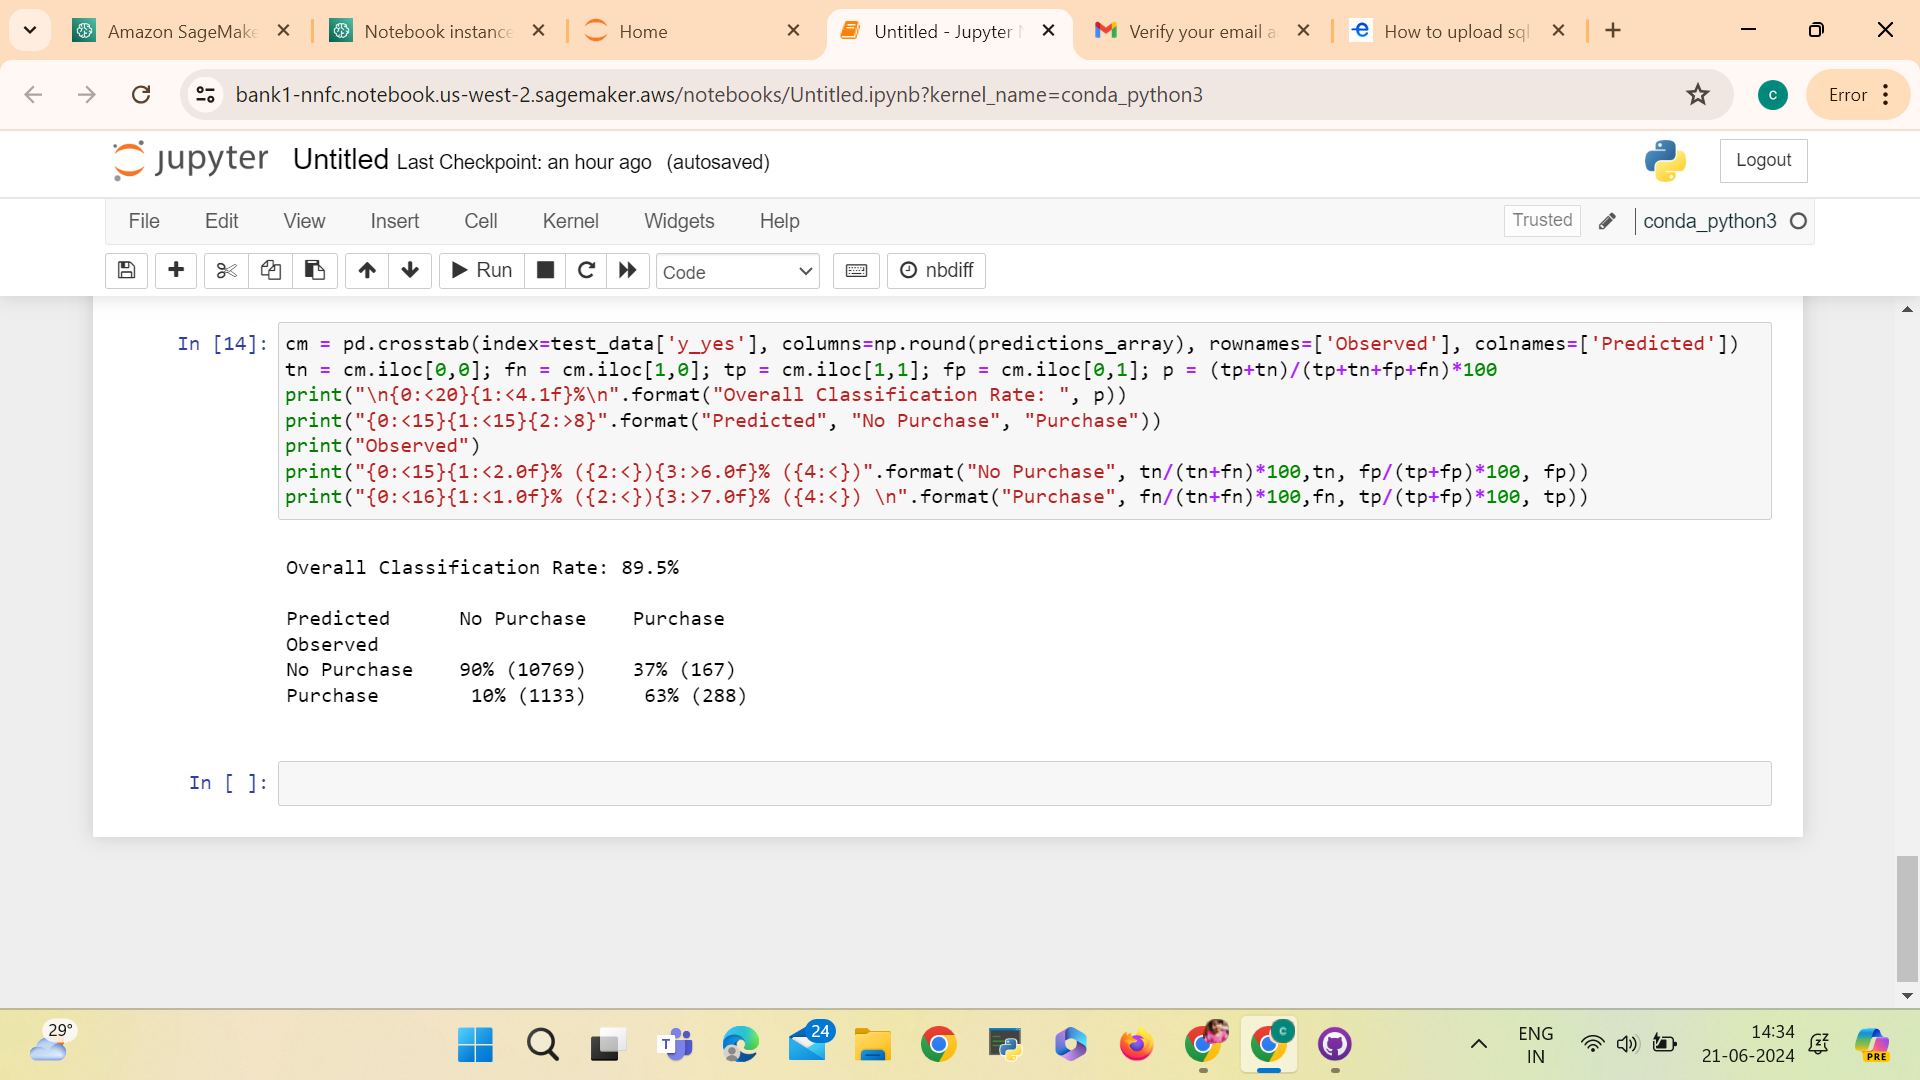 Amazon SageMake
Notebook instance
Home
Untitled - Jupyter N
Verify your email a
How to upload sql
bank1-nnfc.notebook.us-west-2.sagemaker.aws/notebooks/Untitled.ipynb?kernel_name=conda_python3
C
Error
jupyter Untitled Last Checkpoint: an hour ago (autosaved)
Logout
File Edit View Insert Cell Kernel Widgets Help
Trusted
conda_python3
Run
Code
nbdiff
In [14]:
cm = pd.crosstab(index=test_data['y_yes'], columns=np.round(predictions_array), rownames=['Observed'], colnames=['Predicted'])
tn = cm.iloc[0,0]; fn = cm.iloc[1,0]; tp = cm.iloc[1,1]; fp = cm.iloc[0,1]; p = (tp+tn)/(tp+tn+fp+fn)*100
print("\n{0:<20}{1:<4.1f}%\n".format("Overall Classification Rate: ", p))
print("{0:<15}{1:<15}{2:>8}".format("Predicted", "No Purchase", "Purchase"))
print("Observed")
print("{0:<15}{1:<2.0f}% ({2:<}){3:>6.0f}% ({4:<})".format("No Purchase", tn/(tn+fn)*100,tn, fp/(tp+fp)*100, fp))
print("{0:<16}{1:<1.0f}% ({2:<}){3:>7.0f}% ({4:<}) \n".format("Purchase", fn/(tn+fn)*100,fn, tp/(tp+fp)*100, tp))
Overall Classification Rate: 89.5%
Predicted No Purchase Purchase
Observed
No Purchase 90% (10769) 37% (167)
Purchase 10% (1133) 63% (288)
In [ ]:
29°
24
C
ENG
IN
14:34
21-06-2024
PRE